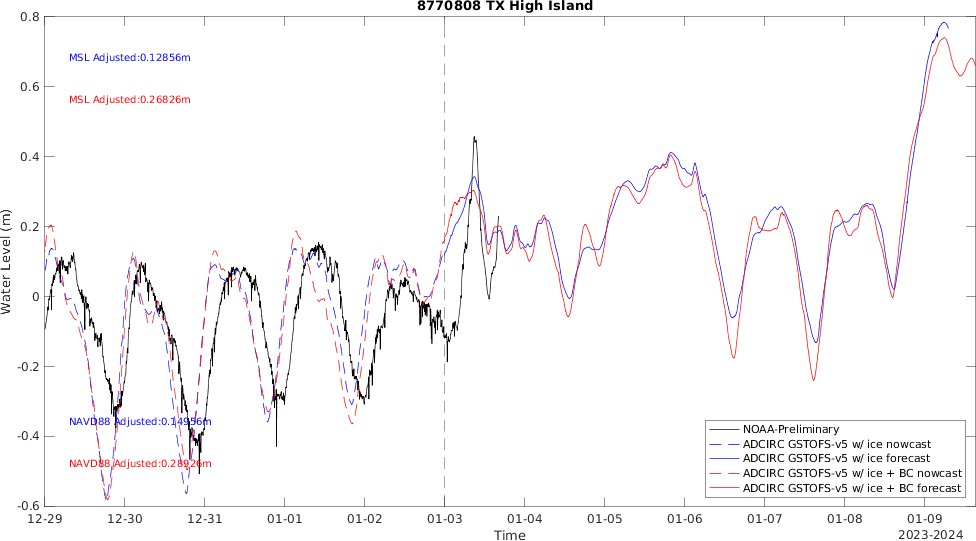 8770808 TX High Island
0.8
0.6
0.4
0.2
0
-0.2
-0.4
-0.6
Water Level (m)
MSL Adjusted:0.12856m
MSL Adjusted:0.26826m
NAVD88 Adjusted:0.14956m
NAVD88 Adjusted:0.28926m
NOAA-Preliminary
ADCIRC GSTOFS-v5 w/ ice nowcast
ADCIRC GSTOFS-v5 w/ ice forecast
ADCIRC GSTOFS-v5 w/ ice + BC nowcast
ADCIRC GSTOFS-v5 w/ ice + BC forecast
12-29 12-30 12-31 01-01 01-02 01-03 01-04 01-05 01-06 01-07 01-08 01-09
Time
2023-2024